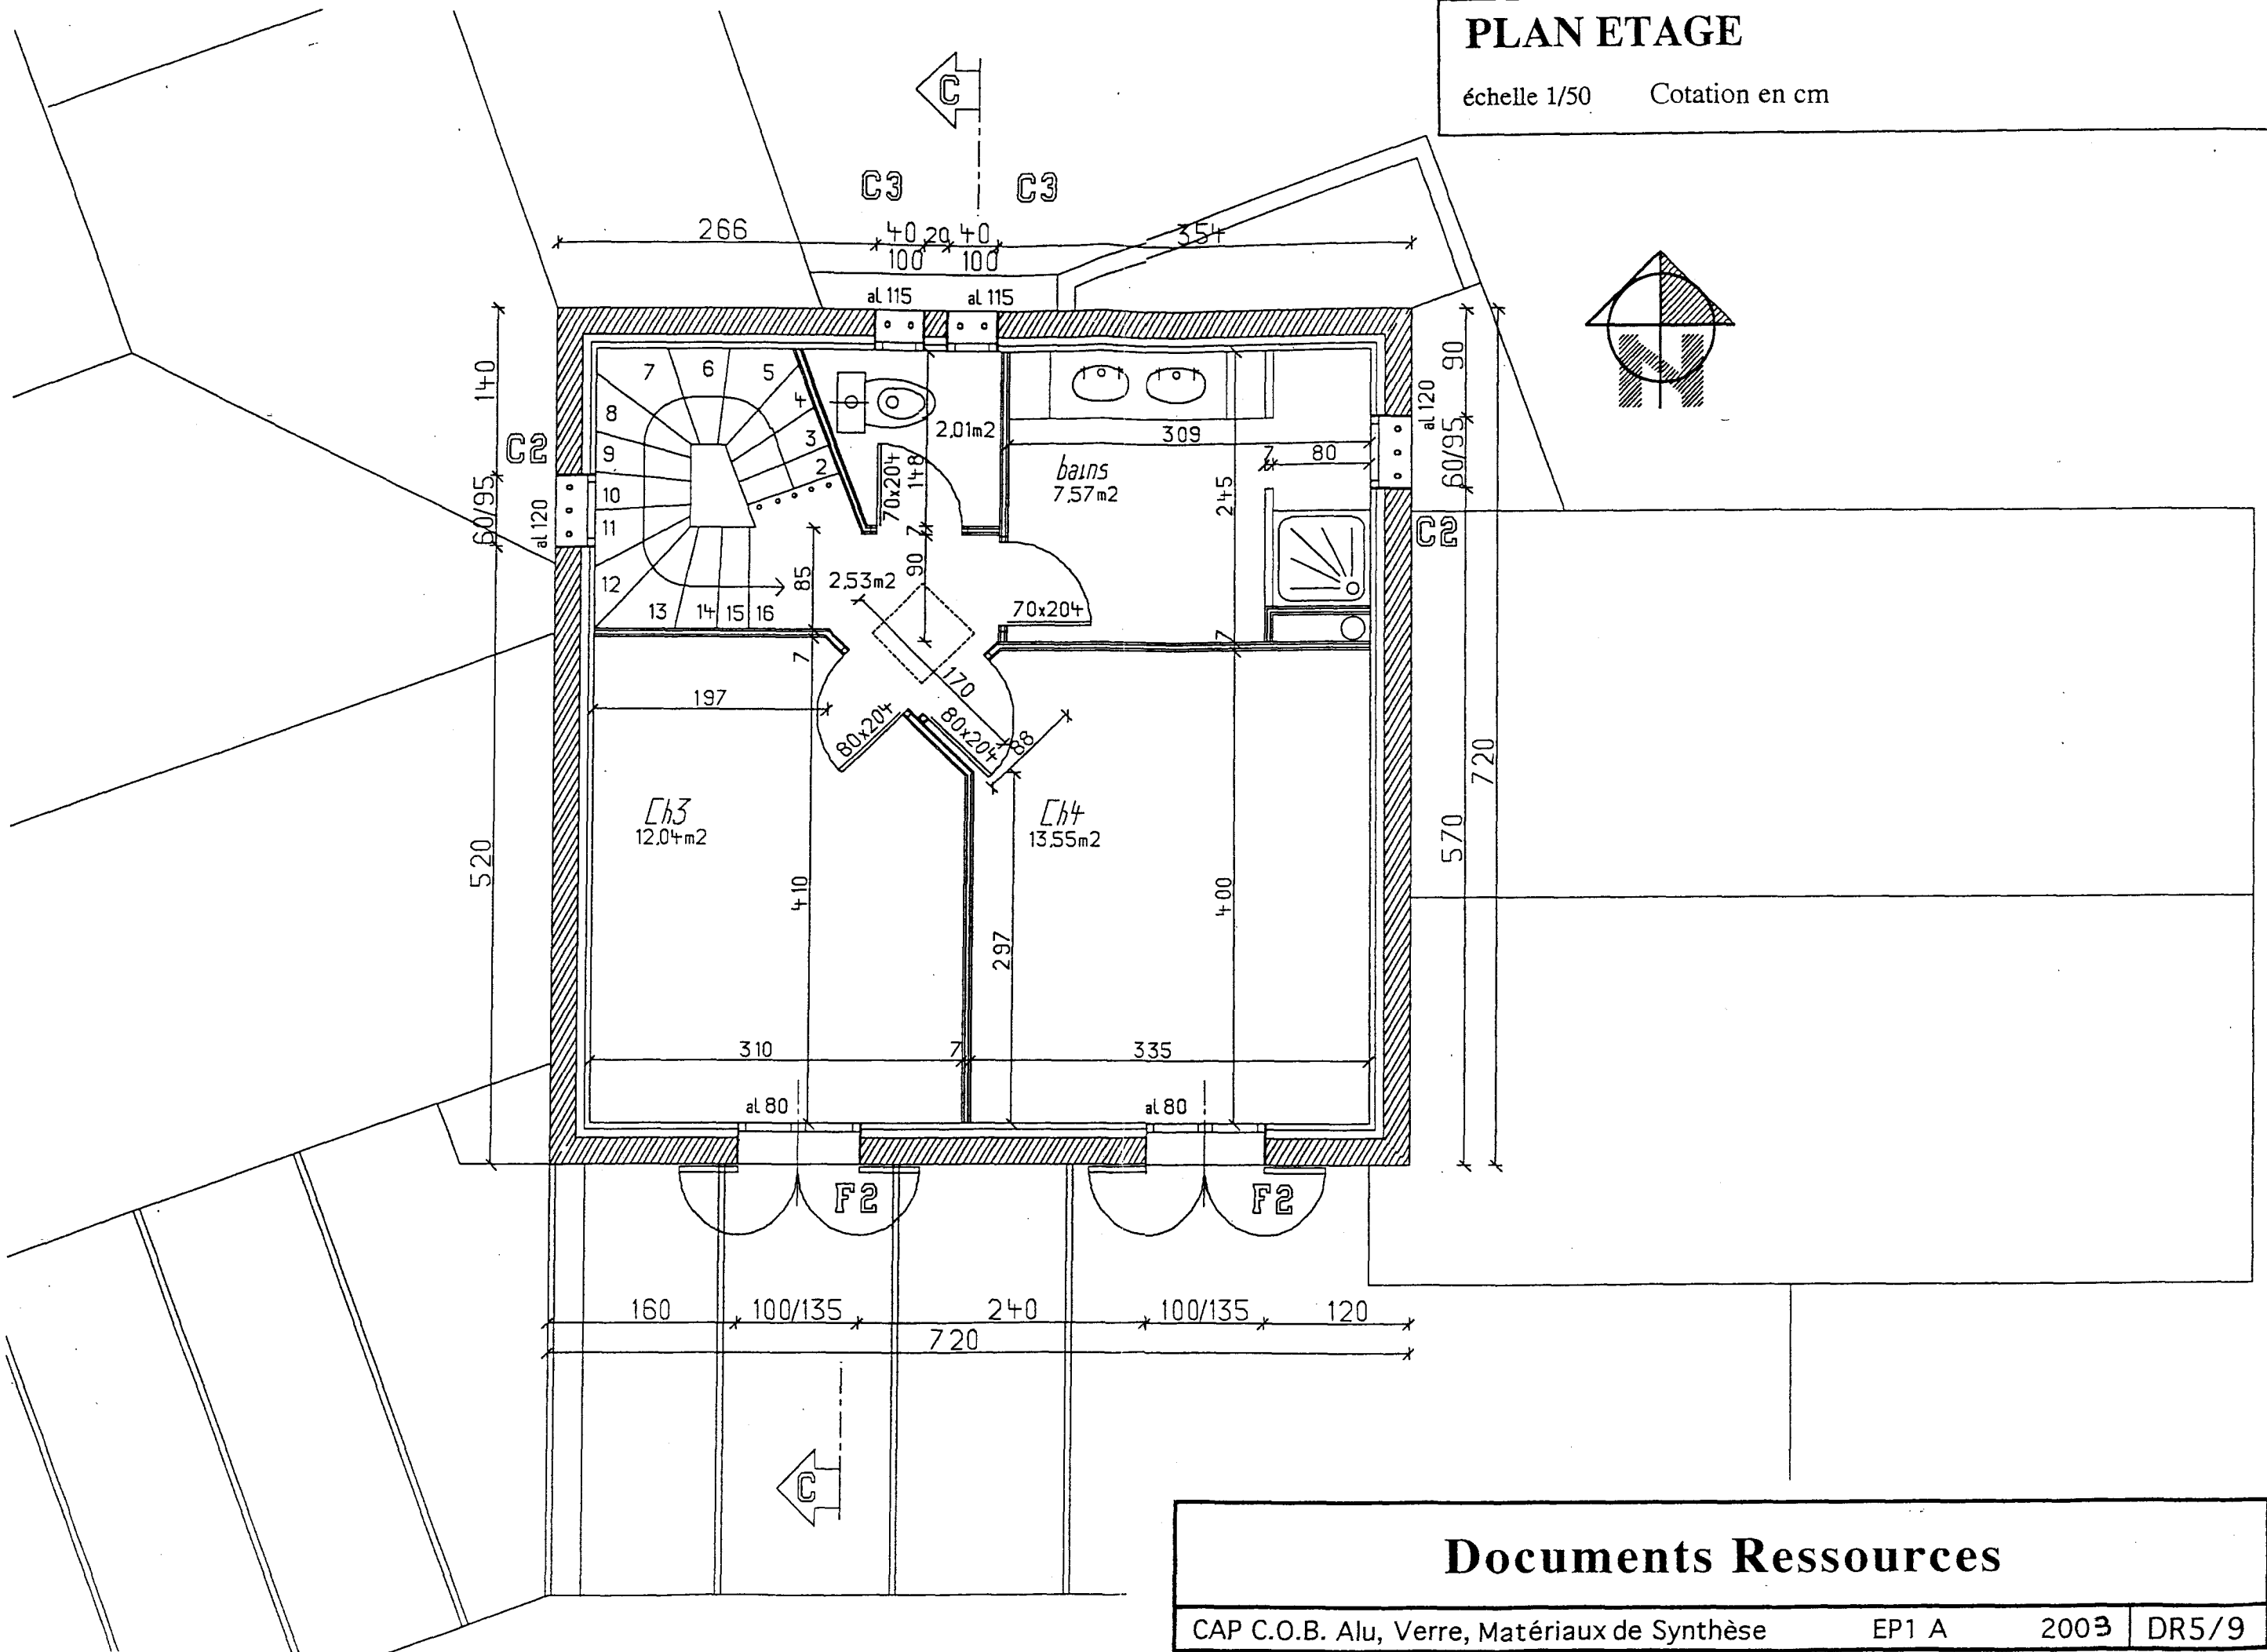 PLAN ETAGE
échelle 1/50 Cotation en cm
C
C3 C3
266 40 20 40 354
100 100
al 115 al 115
N
140
60/95
520
C2
al 120
90
60/95
570
720
al 120
C2
7 6 5
8 4
9 3
10 2
11
12
13 14 15 16
2,01m2
70x204
148
7
90
85
2,53m2
309
bains
7,57m2
245
7 80
70x204
7
7
197
170
80x204
80x204
88
Ch3
12,04m2
Ch4
13,55m2
410
297
400
310 7 335
al 80 al 80
F2 F2
160 100/135 240 100/135 120
720
C
Documents Ressources
CAP C.O.B. Alu, Verre, Matériaux de Synthèse EP1 A 2003 DR5/9